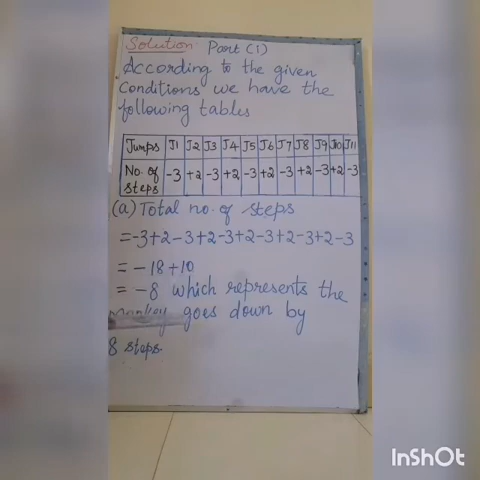 Solution Part (1)
According to the given
Conditions we have the
following tables
Jumps J1 J2 J3 J4 J5 J6 J7 J8 J9 J10 J11
No. of steps -3 +2 -3 +2 -3 +2 -3 +2 -3 +2 -3
(a) Total no. of steps
=-3+2-3+2-3+2-3+2-3+2-3
= -18+10
= -8 which represents the
monkey goes down by
8 steps
InShOt